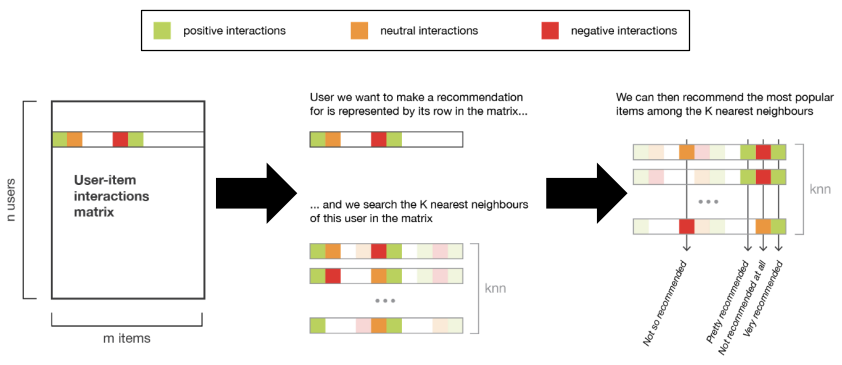 positive interactions
neutral interactions
negative interactions
n users
User-item
interactions
matrix
m items
User we want to make a recommendation
for is represented by its row in the matrix...
... and we search the K nearest neighbours
of this user in the matrix
knn
We can then recommend the most popular
items among the K nearest neighbours
knn
Not so recommended
Pretty recommended
Not recommended at all
Very recommended